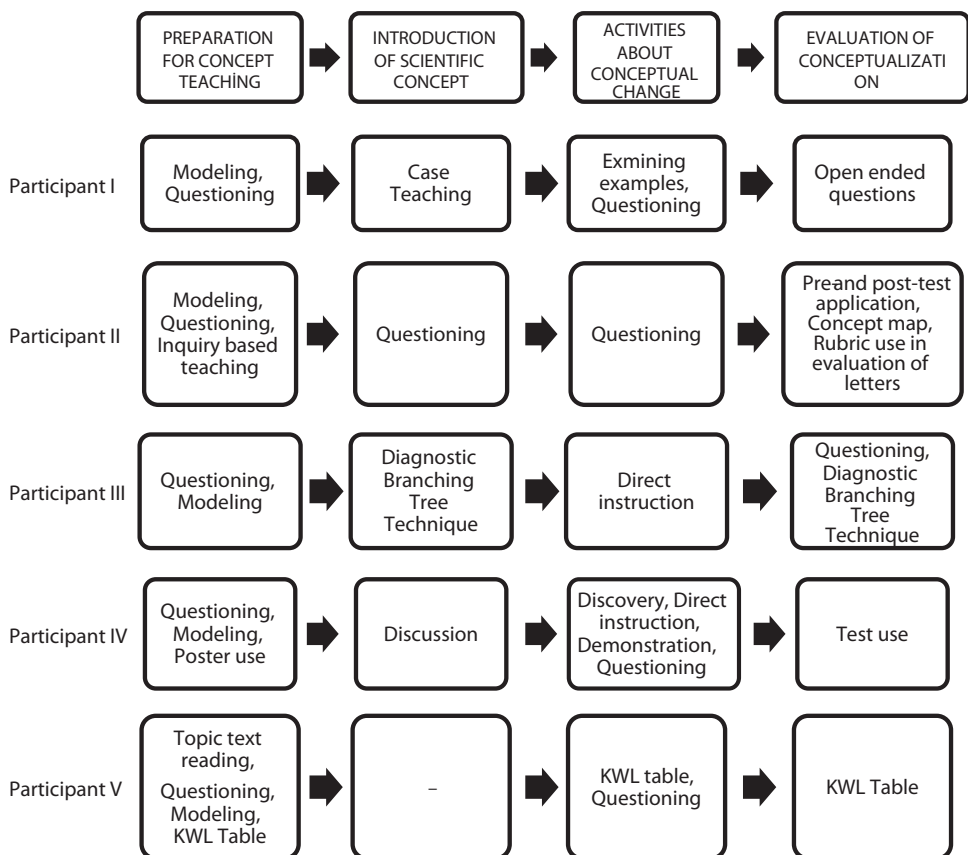 PREPARATION
FOR CONCEPT
TEACHİNG
INTRODUCTION
OF SCIENTIFIC
CONCEPT
ACTIVITIES
ABOUT
CONCEPTUAL
CHANGE
EVALUATION OF
CONCEPTUALIZATI
ON
Participant I
Modeling,
Questioning
Case
Teaching
Exmining
examples,
Questioning
Open ended
questions
Participant II
Modeling,
Questioning,
Inquiry based
teaching
Questioning
Questioning
Pre-and post-test
application,
Concept map,
Rubric use in
evaluation of
letters
Participant III
Questioning,
Modeling
Diagnostic
Branching
Tree
Technique
Direct
instruction
Questioning,
Diagnostic
Branching
Tree
Technique
Participant IV
Questioning,
Modeling,
Poster use
Discussion
Discovery, Direct
instruction,
Demonstration,
Questioning
Test use
Participant V
Topic text
reading,
Questioning,
Modeling,
KWL Table
–
KWL table,
Questioning
KWL Table